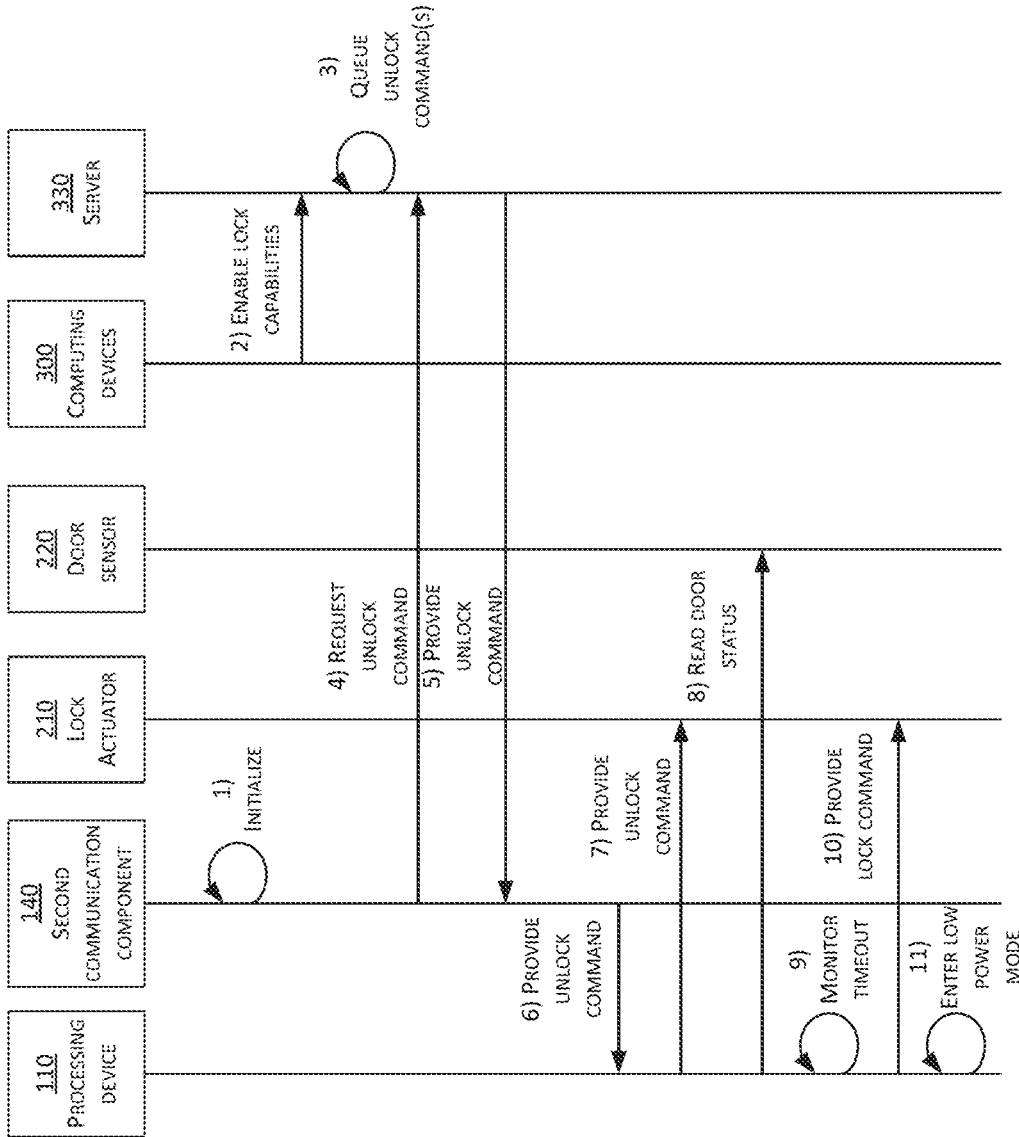 110
PROCESSING
DEVICE
140
SECOND
COMMUNICATION
COMPONENT
210
LOCK
ACTUATOR
220
DOOR
SENSOR
300
COMPUTING
DEVICES
330
SERVER
1)
INITIALIZE
2) ENABLE LOCK
CAPABILITIES
3)
QUEUE
UNLOCK
COMMAND(S)
4) REQUEST
UNLOCK
COMMAND
5) PROVIDE
UNLOCK
COMMAND
6) PROVIDE
UNLOCK
COMMAND
7) PROVIDE
UNLOCK
COMMAND
8) READ DOOR
STATUS
9)
MONITOR
TIMEOUT
10) PROVIDE
LOCK COMMAND
11)
ENTER LOW
POWER
MODE